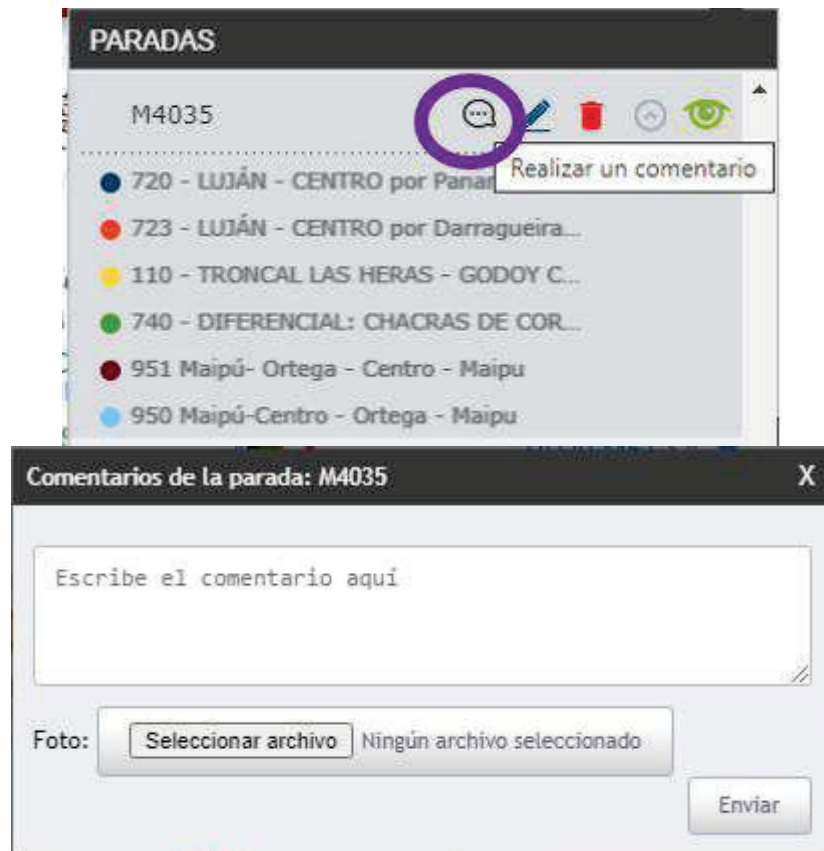 PARADAS
M4035
Realizar un comentario
720 - LUJÁN - CENTRO por
723 - LUJÁN - CENTRO por Darragueira...
110 - TRONCAL LAS HERAS - GODOY C...
740 - DIFERENCIAL: CHACRAS DE COR...
951 Maipú- Ortega - Centro - Maipu
950 Maipú-Centro - Ortega - Maipu
Comentarios de la parada: M4035 X
Escribe el comentario aquí
Foto: Seleccionar archivo Ningún archivo seleccionado
Enviar